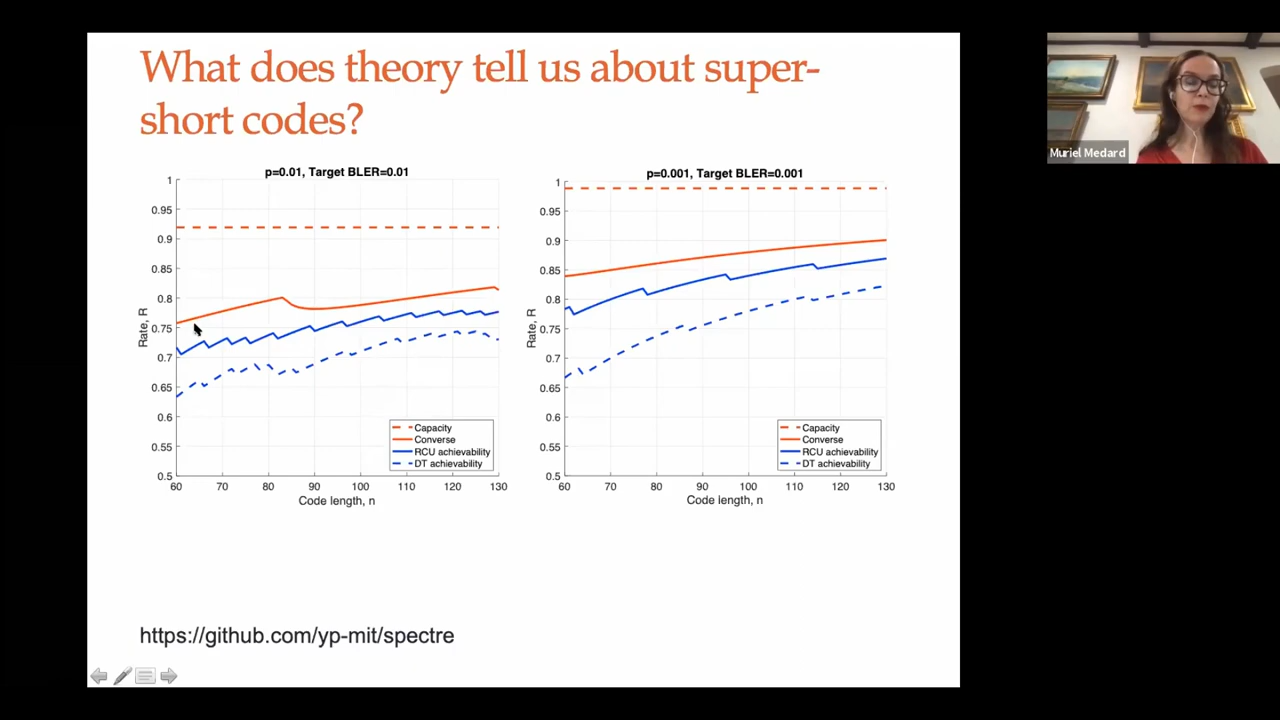 What does theory tell us about super-
short codes?
Muriel Medard
p=0.01, Target BLER=0.01
1
0.95
0.9
0.85
0.8
0.75
0.7
0.65
0.6
0.55
0.5
Rate, R
60
70
80
90
100
110
120
130
Code length, n
Capacity
Converse
RCU achievability
DT achievability
p=0.001, Target BLER=0.001
1
0.95
0.9
0.85
0.8
0.75
0.7
0.65
0.6
0.55
0.5
Rate, R
60
70
80
90
100
110
120
130
Code length, n
Capacity
Converse
RCU achievability
DT achievability
https://github.com/yp-mit/spectre